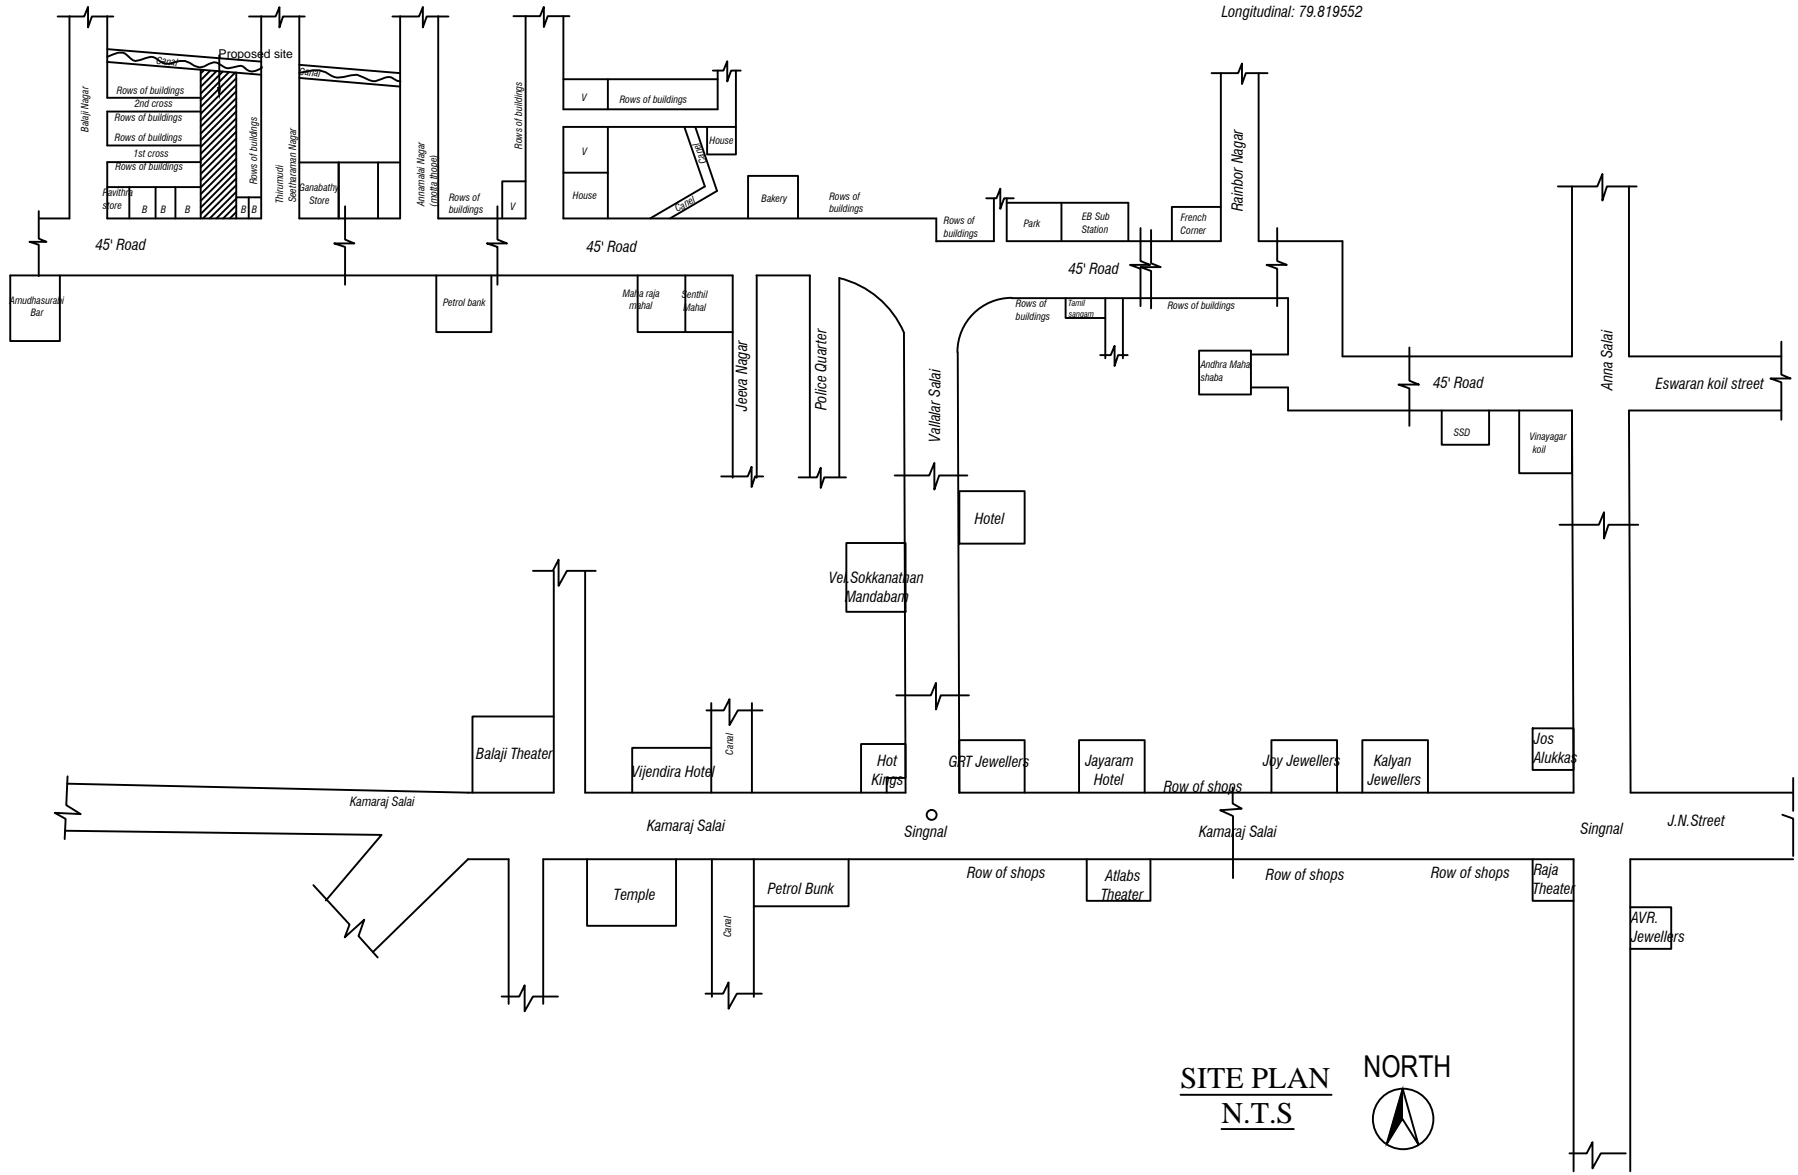 Longitudinal: 79.819552
Proposed site
Canal
Canal
Balaji Nagar
Rows of buildings
2nd cross
Rows of buildings
Rows of buildings
1st cross
Rows of buildings
Pavithra
store
B
B
B
Rows of buildings
B
B
Thirumudi
Seetharaman Nagar
Ganabathy
Store
Annamalai Nagar
(motta thope)
Rows of
buildings
V
Rows of buildings
V
Rows of buildings
V
House
House
Canel
Canel
Bakery
Rows of
buildings
Rows of
buildings
Park
EB Sub
Station
French
Corner
Rainbor Nagar
45' Road
45' Road
45' Road
Amudhasurabi
Bar
Petrol bank
Maha raja
mahal
Senthil
Mahal
Jeeva Nagar
Police Quarter
Vallalar Salai
Rows of
buildings
Tamil
sangam
Rows of buildings
Andhra Maha
shaba
45' Road
Anna Salai
Eswaran koil street
SSD
Vinayagar
koil
Hotel
Vel.Sokkanathan
Mandabam
Balaji Theater
Vijendira Hotel
Canal
Hot
Kings
GRT Jewellers
Jayaram
Hotel
Row of shops
Joy Jewellers
Kalyan
Jewellers
Jos
Alukkas
Kamaraj Salai
Kamaraj Salai
Singnal
Kamaraj Salai
Singnal
J.N.Street
Temple
Canal
Petrol Bunk
Row of shops
Atlabs
Theater
Row of shops
Row of shops
Raja
Theater
AVR.
Jewellers
SITE PLAN
N.T.S
NORTH